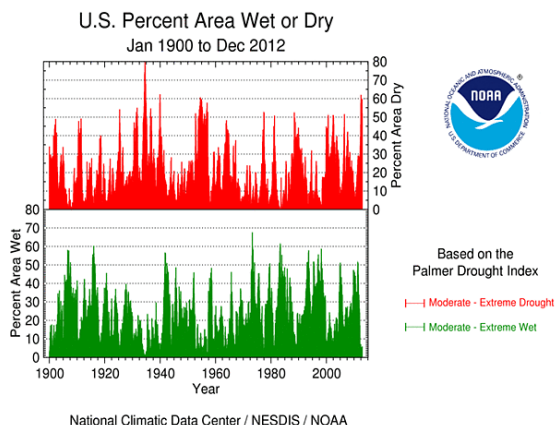 U.S. Percent Area Wet or Dry
Jan 1900 to Dec 2012
80
70
60
50
40
30
20
10
0
Percent Area Dry
80
70
60
50
40
30
20
10
0
Percent Area Wet
1900 1920 1940 1960 1980 2000
Year
National Climatic Data Center / NESDIS / NOAA
NATIONAL OCEANIC AND ATMOSPHERIC ADMINISTRATION
®
NOAA
U.S. DEPARTMENT OF COMMERCE
Based on the
Palmer Drought Index
Moderate - Extreme Drought
Moderate - Extreme Wet